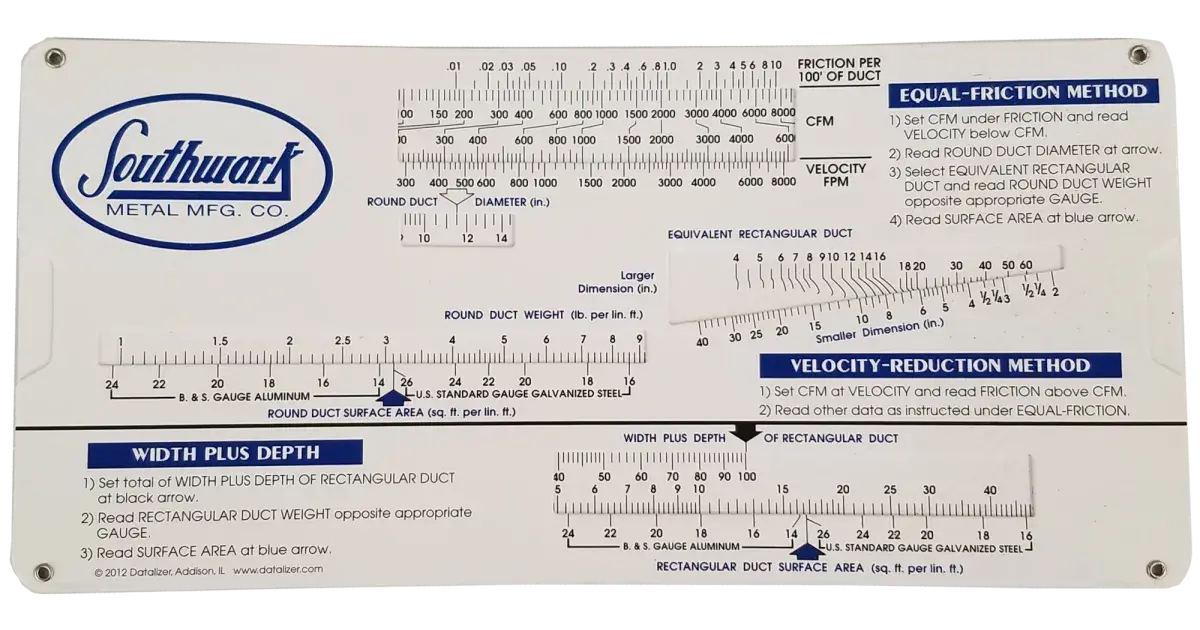 Southwark
METAL MFG. CO.
.01 .02 .03 .05 .10 .2 .3 .4 .6 .8 1.0 2 3 4 5 6 8 10
FRICTION PER
100' OF DUCT
00 150 200 300 400 600 800 1000 1500 2000 3000 4000 6000 8000
CFM
300 400 600 800 1000 1500 2000 3000 4000 600
VELOCITY
FPM
300 400 500 600 800 1000 1500 2000 3000 4000 6000 8000
ROUND DUCT DIAMETER (in.)
10 12 14
EQUAL-FRICTION METHOD
1) Set CFM under FRICTION and read
VELOCITY below CFM.
2) Read ROUND DUCT DIAMETER at arrow.
3) Select EQUIVALENT RECTANGULAR
DUCT and read ROUND DUCT WEIGHT
opposite appropriate GAUGE.
4) Read SURFACE AREA at blue arrow.
EQUIVALENT RECTANGULAR DUCT
4 5 6 7 8 9 10 12 14 16 18 20 30 40 50 60
Larger
Dimension (in.)
40 30 25 20 15 10 8 6 5 4 1/2 1/4 3 1/2 1/4 2
Smaller Dimension (in.)
ROUND DUCT WEIGHT (lb. per lin. ft.)
1 1.5 2 2.5 3 4 5 6 7 8 9
24 22 20 18 16 14 26 24 22 20 18 16
B. & S. GAUGE ALUMINUM U.S. STANDARD GAUGE GALVANIZED STEEL
ROUND DUCT SURFACE AREA (sq. ft. per lin. ft.)
VELOCITY-REDUCTION METHOD
1) Set CFM at VELOCITY and read FRICTION above CFM.
2) Read other data as instructed under EQUAL-FRICTION.
WIDTH PLUS DEPTH
1) Set total of WIDTH PLUS DEPTH OF RECTANGULAR DUCT
at black arrow.
2) Read RECTANGULAR DUCT WEIGHT opposite appropriate
GAUGE.
3) Read SURFACE AREA at blue arrow.
© 2012 Datalizer, Addison, IL www.datalizer.com
WIDTH PLUS DEPTH OF RECTANGULAR DUCT
40 50 60 70 80 90 100
5 6 7 8 9 10 15 20 25 30 40
24 22 20 18 16 14 26 24 22 20 18 16
B. & S. GAUGE ALUMINUM U.S. STANDARD GAUGE GALVANIZED STEEL
RECTANGULAR DUCT SURFACE AREA (sq. ft. per lin. ft.)